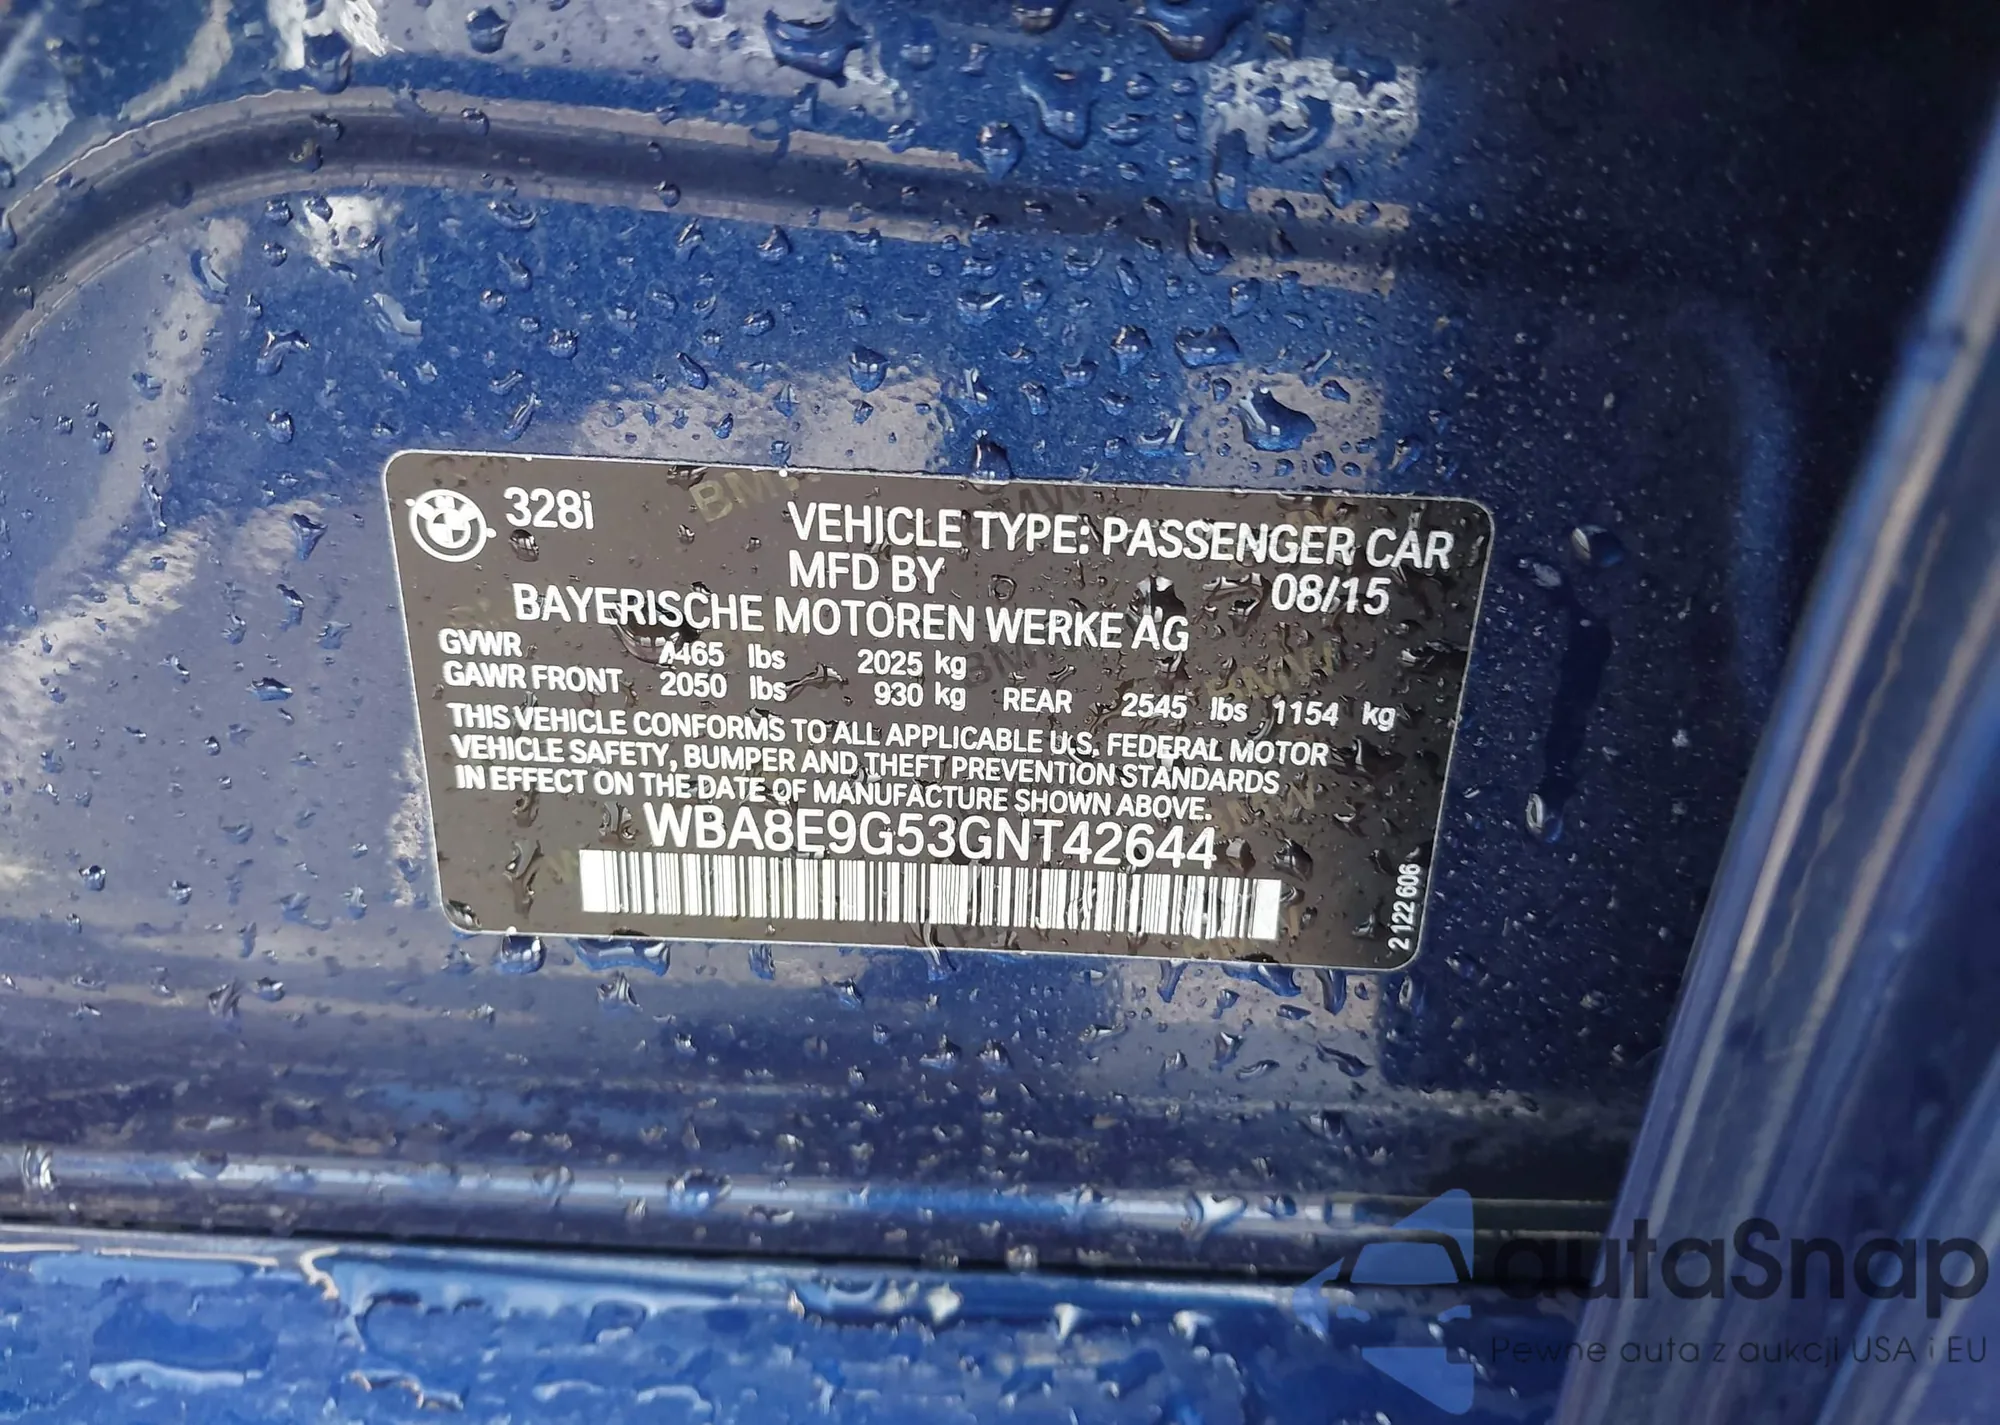 328i
VEHICLE TYPE: PASSENGER CAR
MFD BY 08/15
BAYERISCHE MOTOREN WERKE AG
GVWR 4465 lbs 2025 kg
GAWR FRONT 2050 lbs 930 kg REAR 2545 lbs 1154 kg
THIS VEHICLE CONFORMS TO ALL APPLICABLE U.S. FEDERAL MOTOR
VEHICLE SAFETY, BUMPER AND THEFT PREVENTION STANDARDS
IN EFFECT ON THE DATE OF MANUFACTURE SHOWN ABOVE.
WBA8E9G53GNT42644
2122 606
autaSnap
Pewne auta z aukcji USA i EU